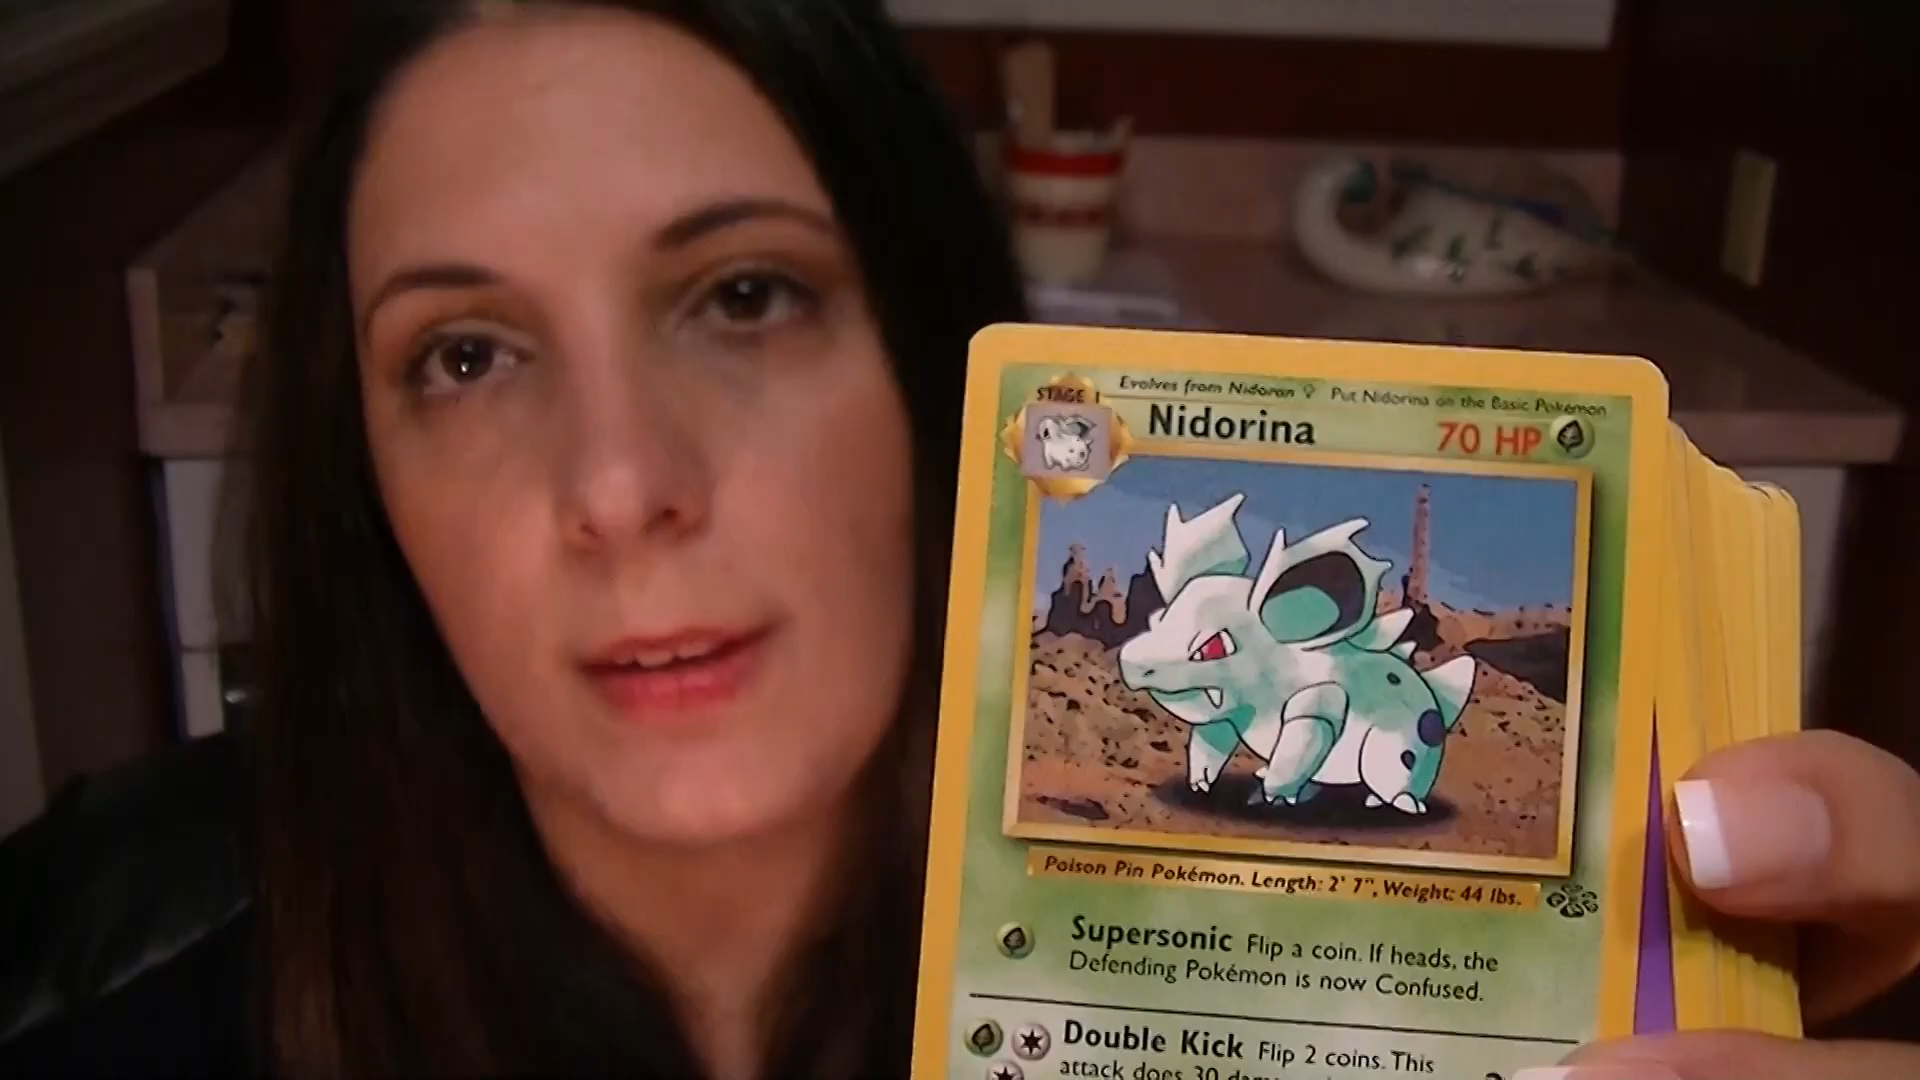 STAGE 1
Evolves from Nidoran ♀ Put Nidorina on the Basic Pokémon
Nidorina 70 HP
Poison Pin Pokémon. Length: 2' 7", Weight: 44 lbs.
Supersonic Flip a coin. If heads, the
Defending Pokémon is now Confused.
Double Kick Flip 2 coins. This
attack does 30